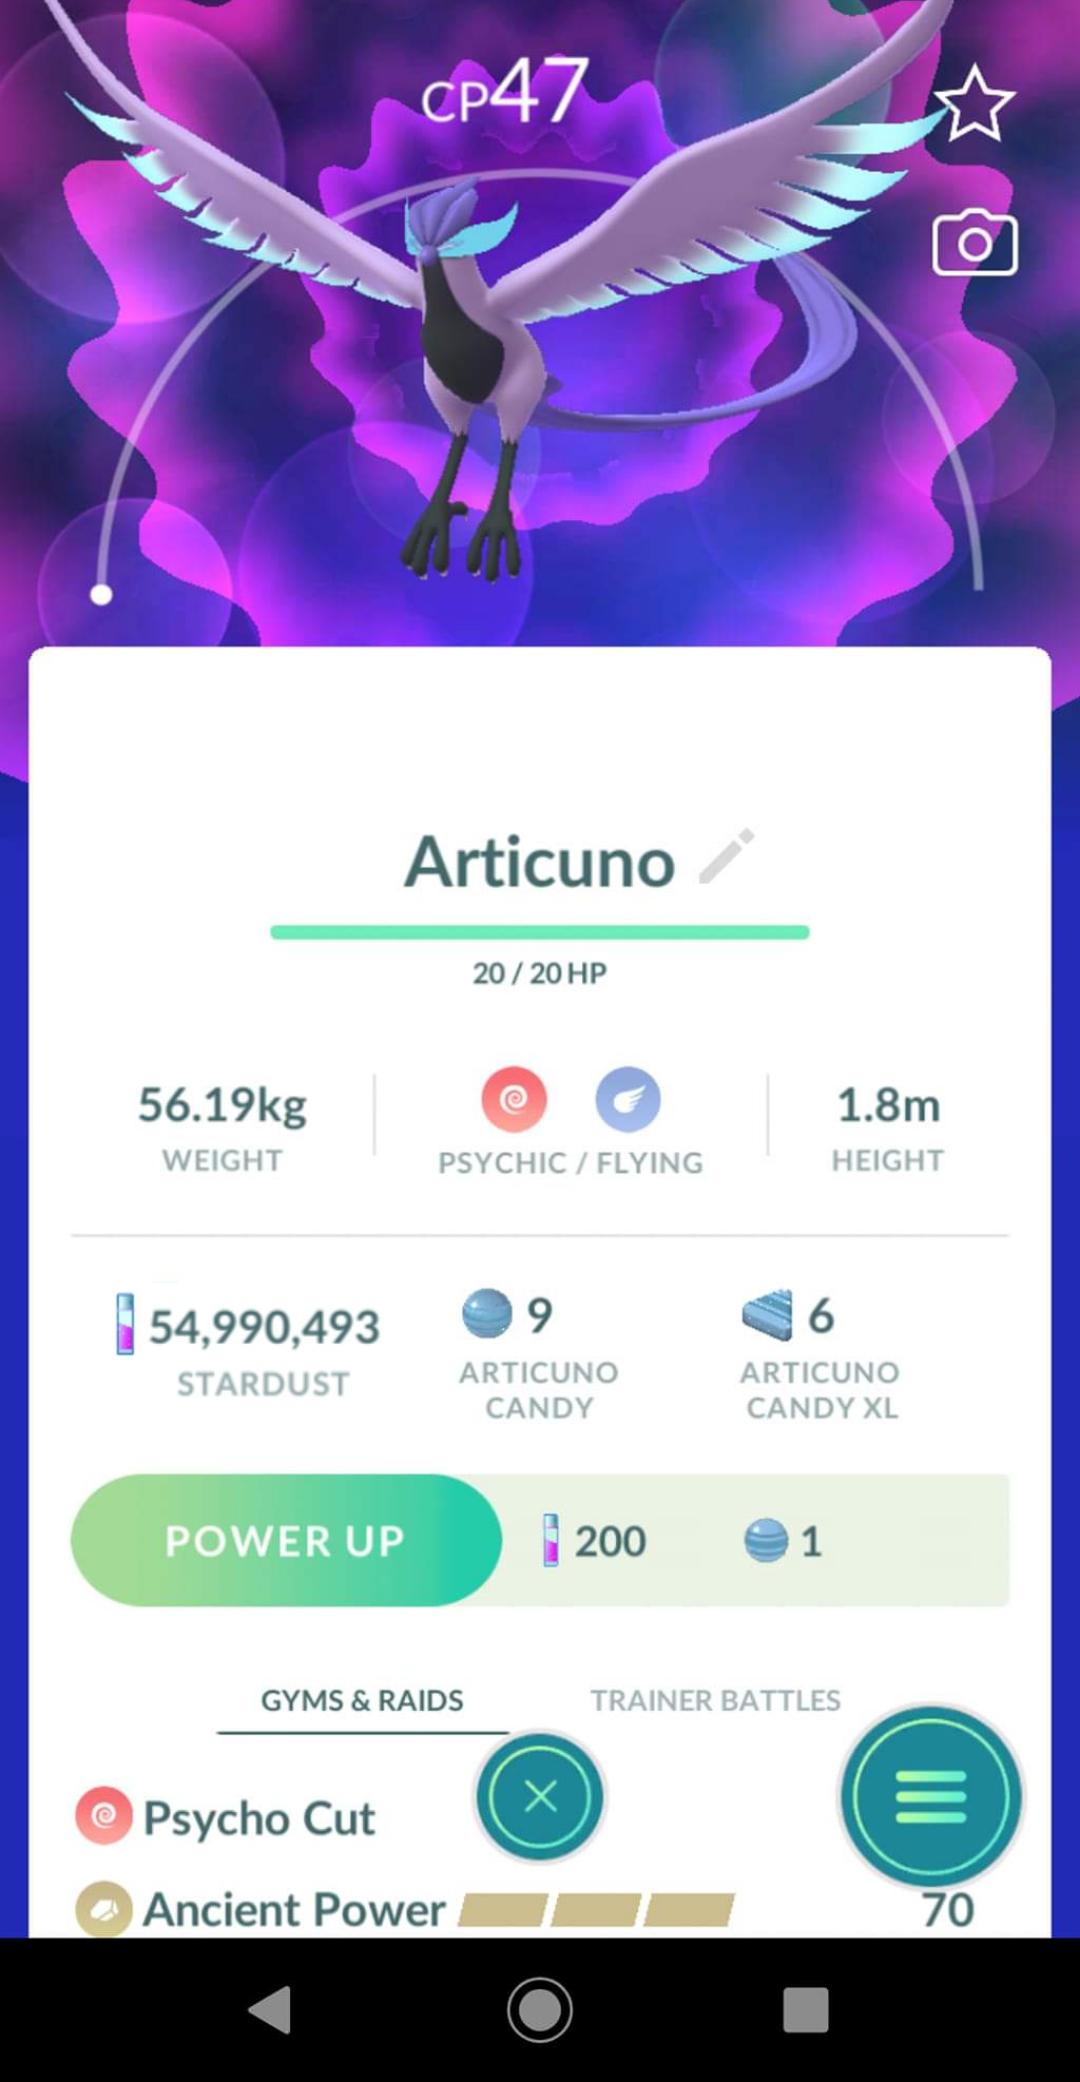 CP47
Articuno
20 / 20 HP
56.19kg
WEIGHT
PSYCHIC / FLYING
1.8m
HEIGHT
54,990,493
STARDUST
9
ARTICUNO
CANDY
6
ARTICUNO
CANDY XL
POWER UP
200
1
GYMS & RAIDS
TRAINER BATTLES
Psycho Cut
Ancient Power
70